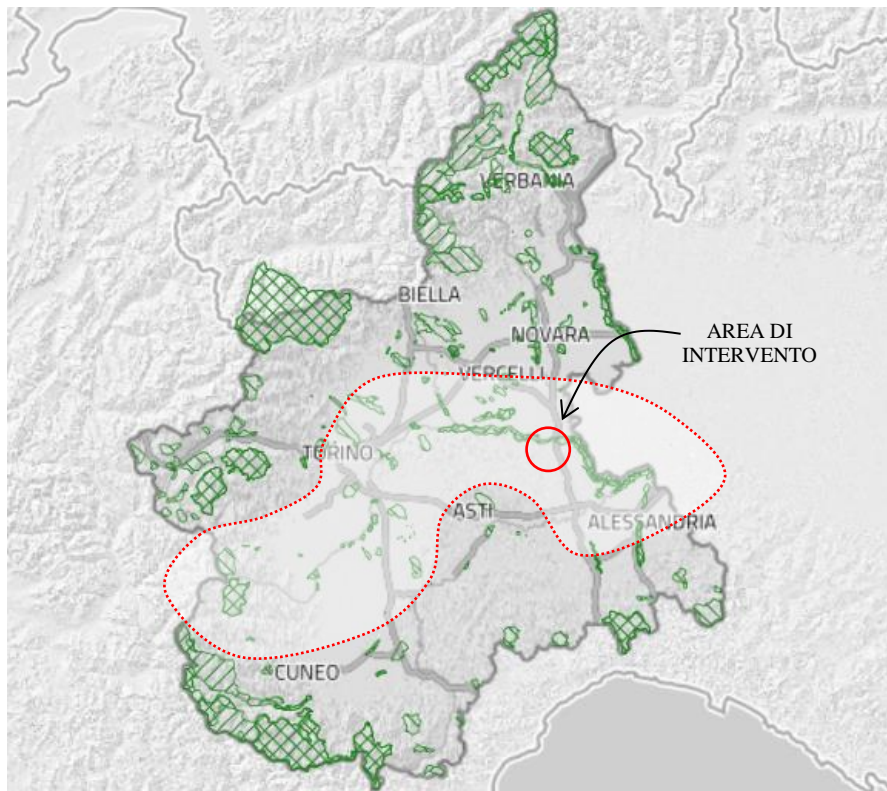 VERBANIA
BIELLA
NOVARA
AREA DI
INTERVENTO
VERCELLI
TORINO
ASTI
ALESSANDRIA
CUNEO